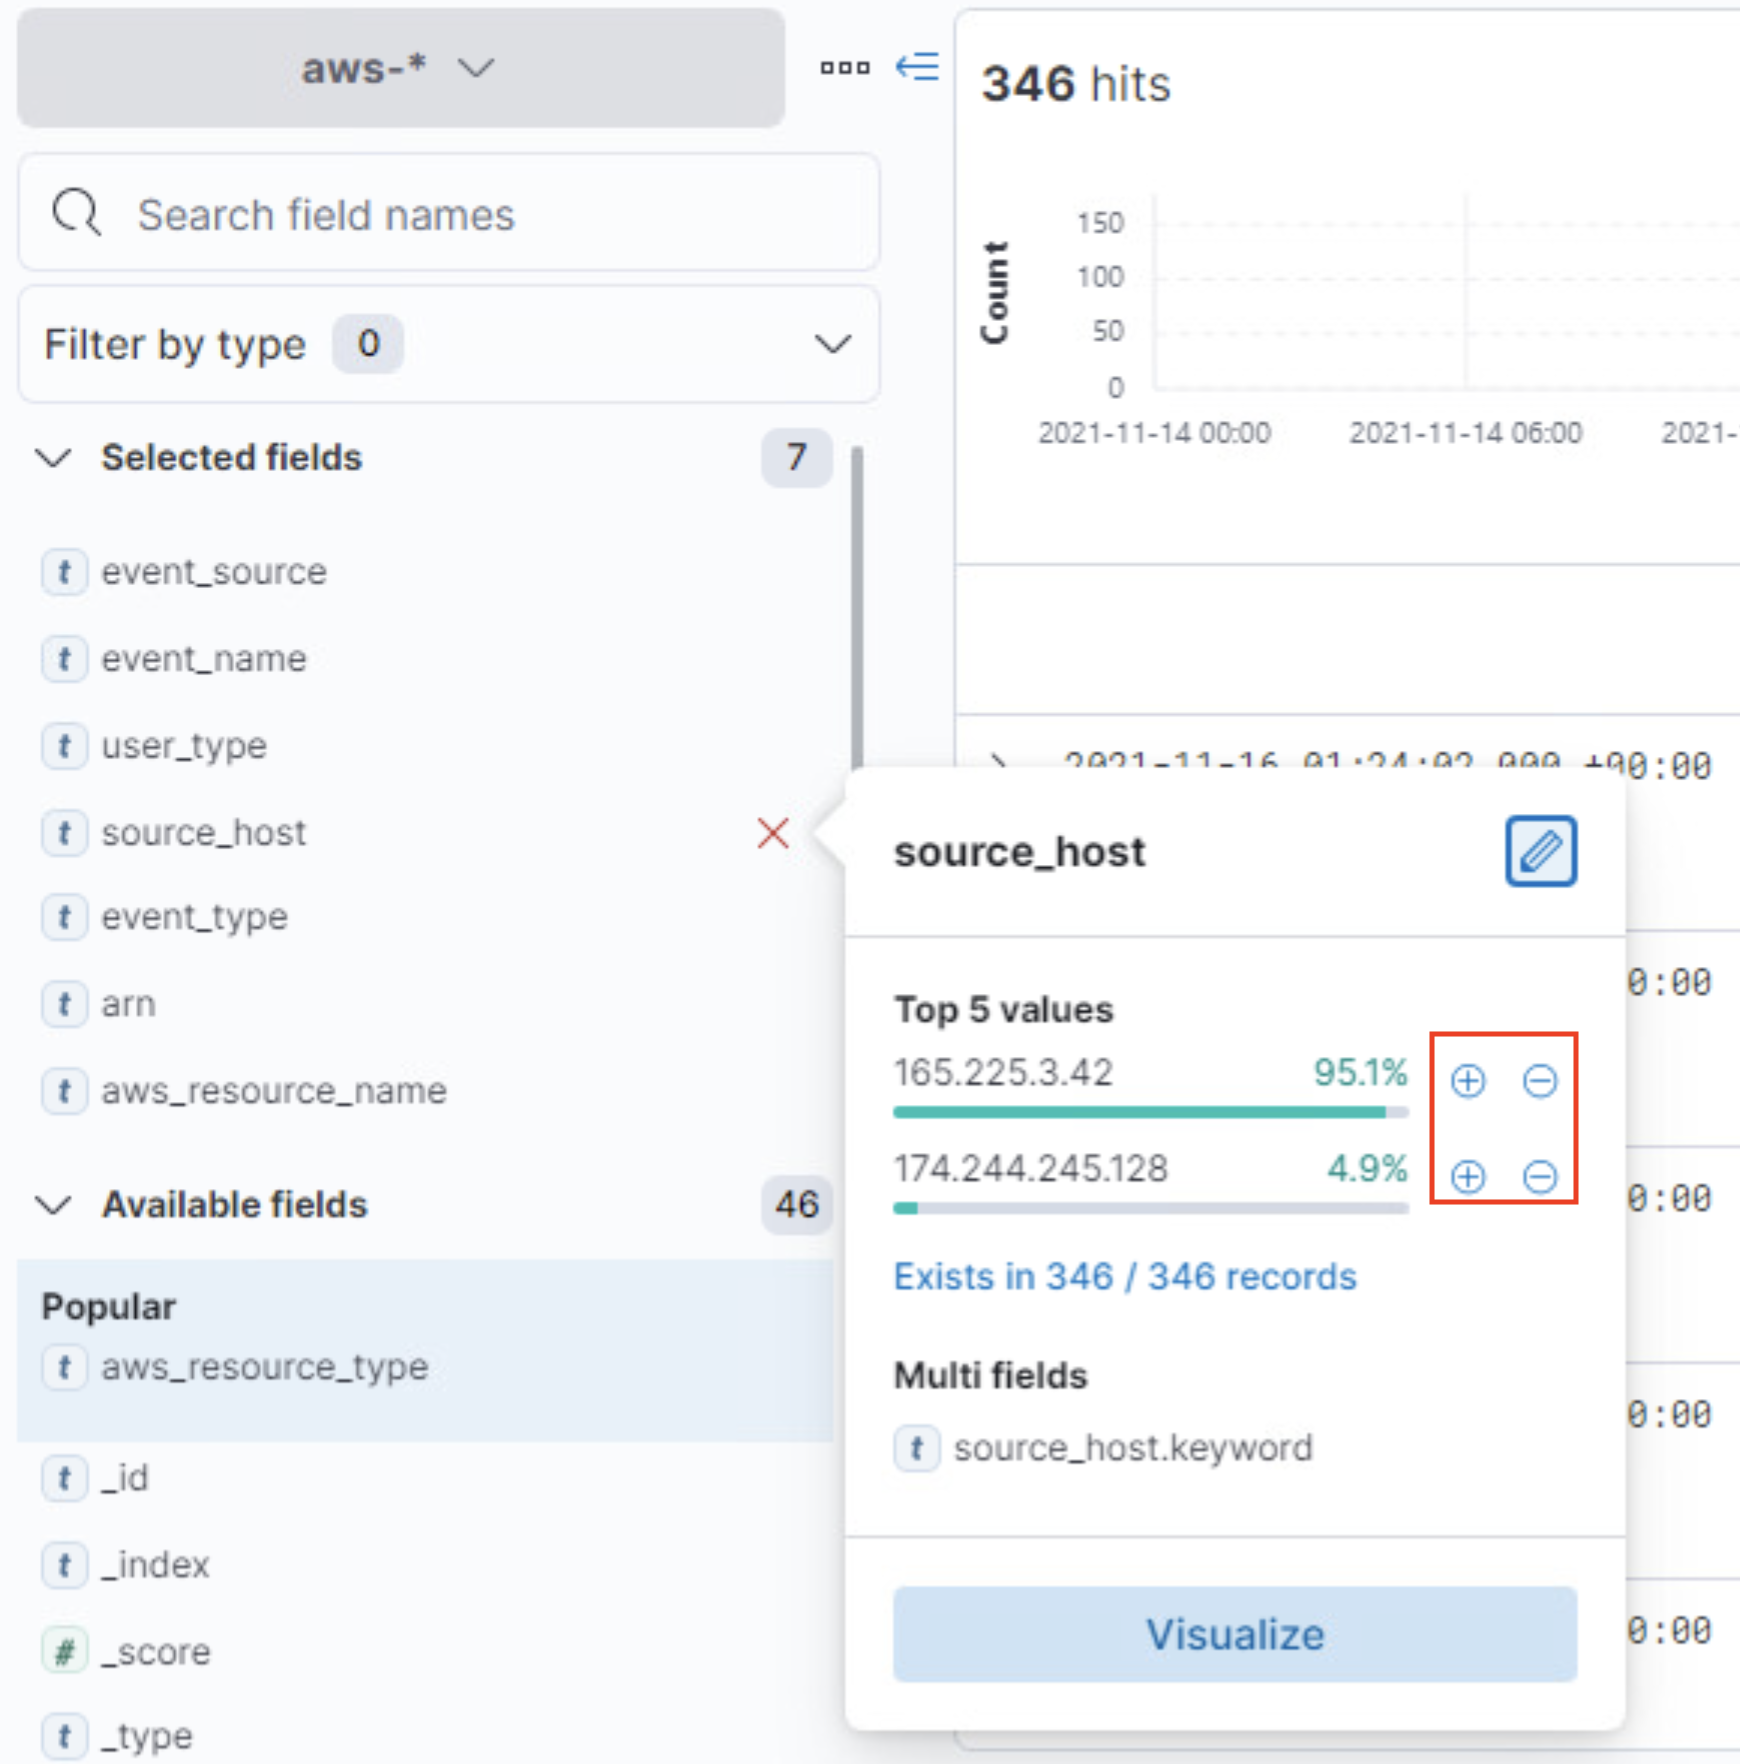 aws-*
Search field names
Filter by type 0
Selected fields 7
t event_source
t event_name
t user_type
t source_host
t event_type
t arn
t aws_resource_name
Available fields 46
Popular
t aws_resource_type
t _id
t _index
# _score
t _type
346 hits
Count
150
100
50
0
2021-11-14 00:00 2021-11-14 06:00 2021-
2021-11-16 01:24:02.000 +00:00
source_host
Top 5 values
165.225.3.42 95.1%
174.244.245.128 4.9%
Exists in 346 / 346 records
Multi fields
t source_host.keyword
Visualize
0:00
0:00
0:00
0:00